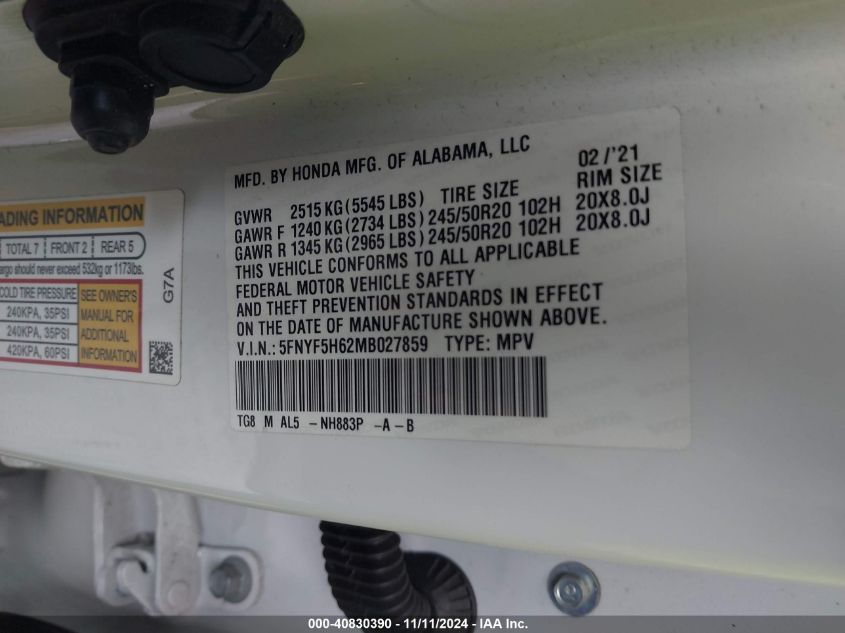 MFD. BY HONDA MFG. OF ALABAMA, LLC 02/'21
GVWR 2515 KG (5545 LBS) TIRE SIZE RIM SIZE
GAWR F 1240 KG (2734 LBS) 245/50R20 102H 20X8.0J
GAWR R 1345 KG (2965 LBS) 245/50R20 102H 20X8.0J
THIS VEHICLE CONFORMS TO ALL APPLICABLE
FEDERAL MOTOR VEHICLE SAFETY
AND THEFT PREVENTION STANDARDS IN EFFECT
ON THE DATE OF MANUFACTURE SHOWN ABOVE.
V.I.N.: 5FNYF5H62MB027859 TYPE: MPV
TG8 M AL5 -NH883P -A -B
ADING INFORMATION
TOTAL 7 FRONT 2 REAR 5
argo should never exceed 532kg or 1173lbs.
COLD TIRE PRESSURE
240KPA, 35PSI
240KPA, 35PSI
420KPA, 60PSI
SEE OWNER'S
MANUAL FOR
ADDITIONAL
INFORMATION
G7A
000-40830390 - 11/11/2024 - IAA Inc.